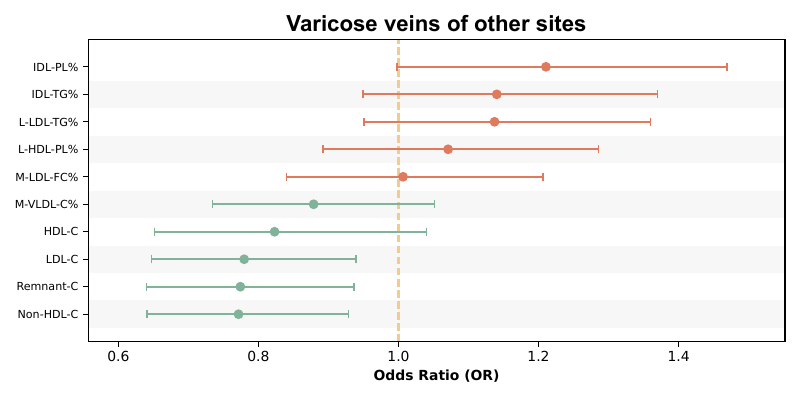 Varicose veins of other sites
IDL-PL%
IDL-TG%
L-LDL-TG%
L-HDL-PL%
M-LDL-FC%
M-VLDL-C%
HDL-C
LDL-C
Remnant-C
Non-HDL-C
0.6 0.8 1.0 1.2 1.4
Odds Ratio (OR)